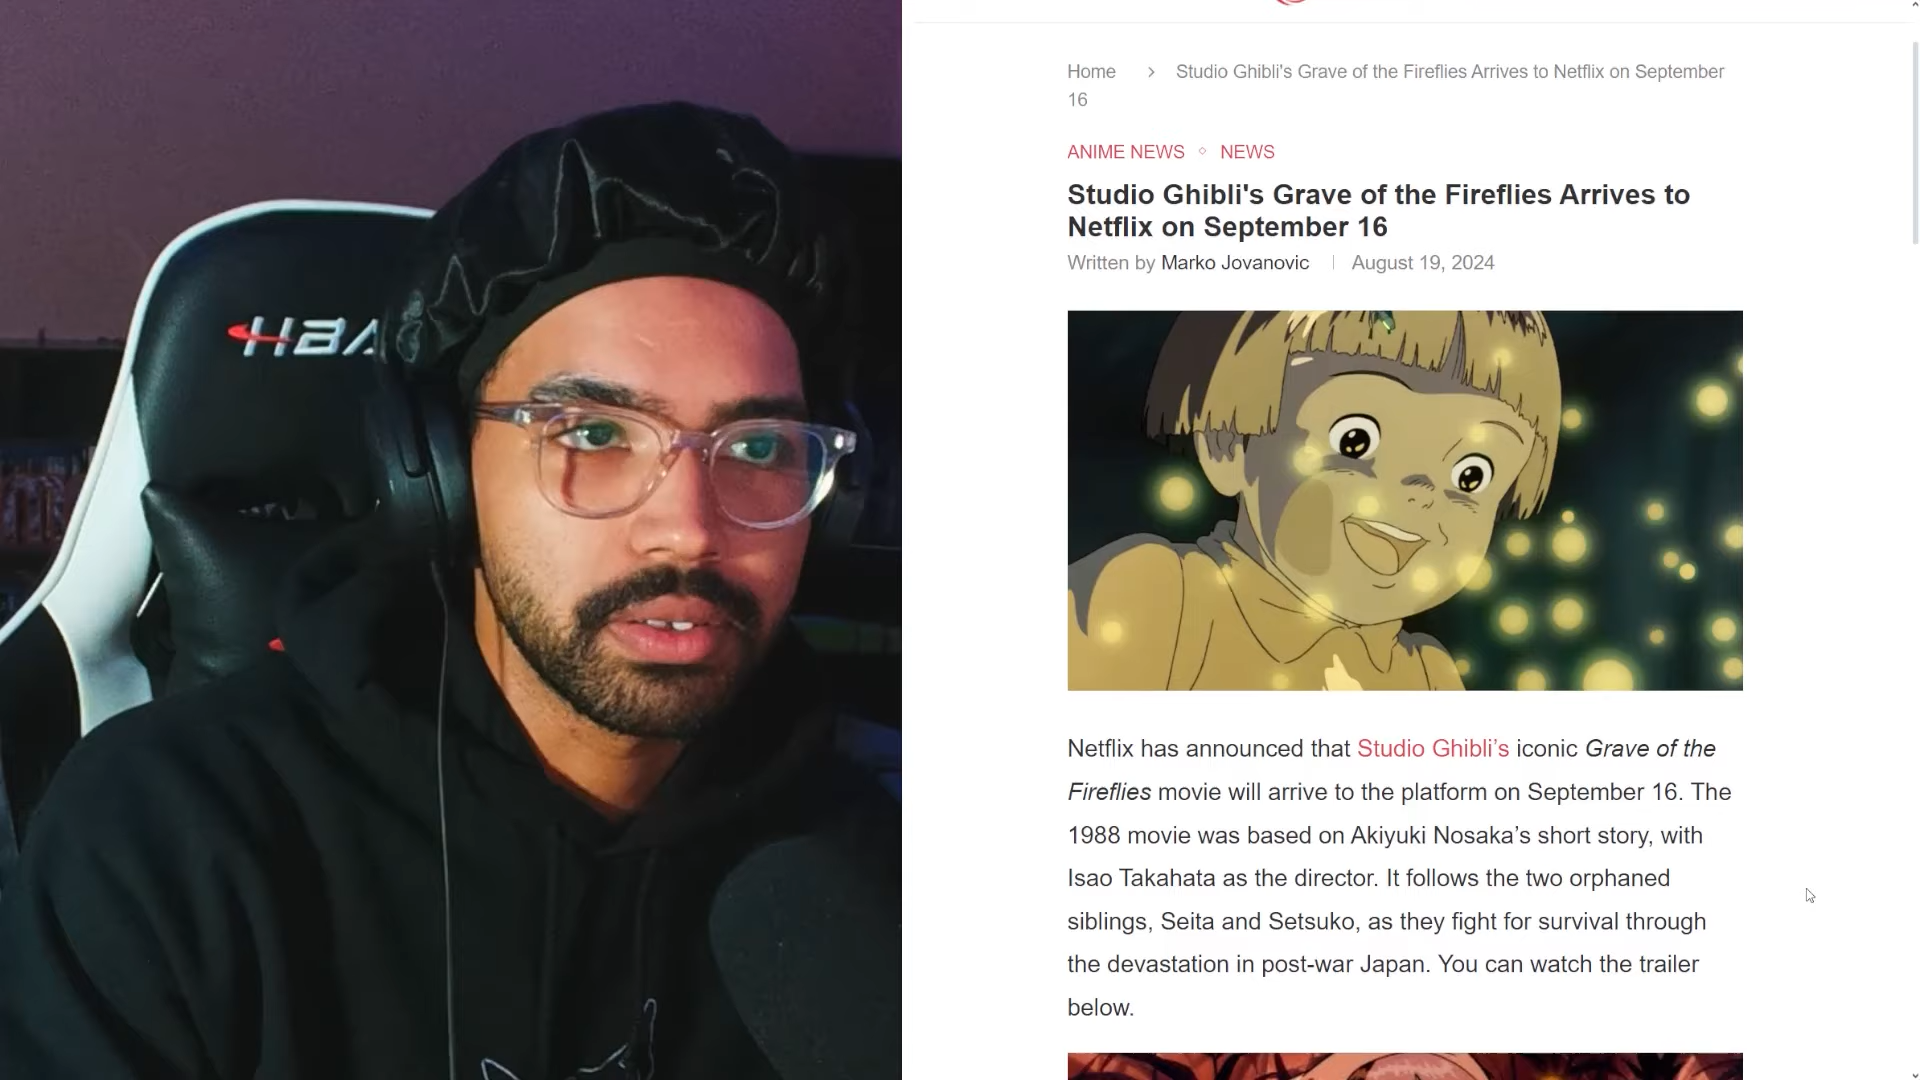 HBA
Home > Studio Ghibli's Grave of the Fireflies Arrives to Netflix on September
16
ANIME NEWS ◇ NEWS
Studio Ghibli's Grave of the Fireflies Arrives to
Netflix on September 16
Written by Marko Jovanovic | August 19, 2024
Netflix has announced that Studio Ghibli’s iconic Grave of the
Fireflies movie will arrive to the platform on September 16. The
1988 movie was based on Akiyuki Nosaka’s short story, with
Isao Takahata as the director. It follows the two orphaned
siblings, Seita and Setsuko, as they fight for survival through
the devastation in post-war Japan. You can watch the trailer
below.